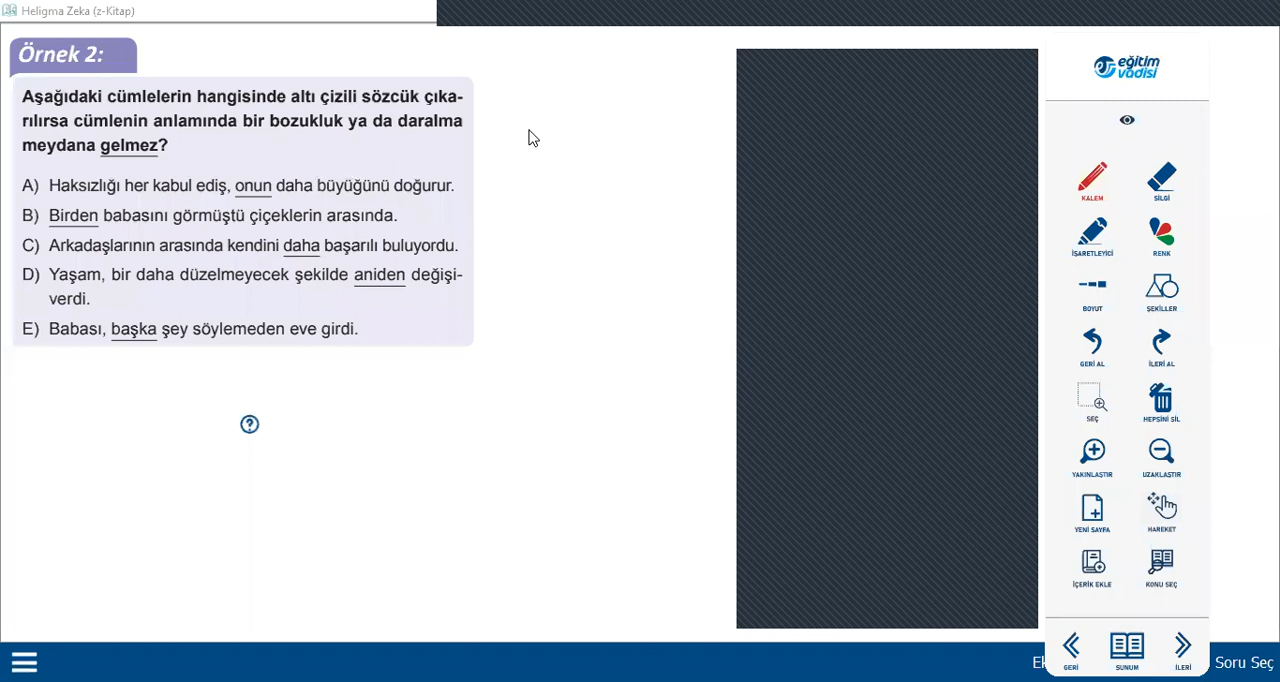 Heligma Zeka (z-Kitap)
Örnek 2:
Aşağıdaki cümlelerin hangisinde altı çizili sözcük çıka-
rılırsa cümlenin anlamında bir bozukluk ya da daralma
meydana gelmez?
A) Haksızlığı her kabul ediş, onun daha büyüğünü doğurur.
B) Birden babasını görmüştü çiçeklerin arasında.
C) Arkadaşlarının arasında kendini daha başarılı buluyordu.
D) Yaşam, bir daha düzelmeyecek şekilde aniden değişi-
verdi.
E) Babası, başka şey söylemeden eve girdi.
eğitim
vadisi
KALEM
SİLGİ
İŞARETLEYİCİ
RENK
BOYUT
ŞEKİLLER
GERİ AL
İLERİ AL
SEÇ
HEPSİNİ SİL
YAKINLAŞTIR
UZAKLAŞTIR
YENİ SAYFA
HAREKET
İÇERİK EKLE
KONU SEÇ
GERİ
SUNUM
İLERİ
Soru Seç